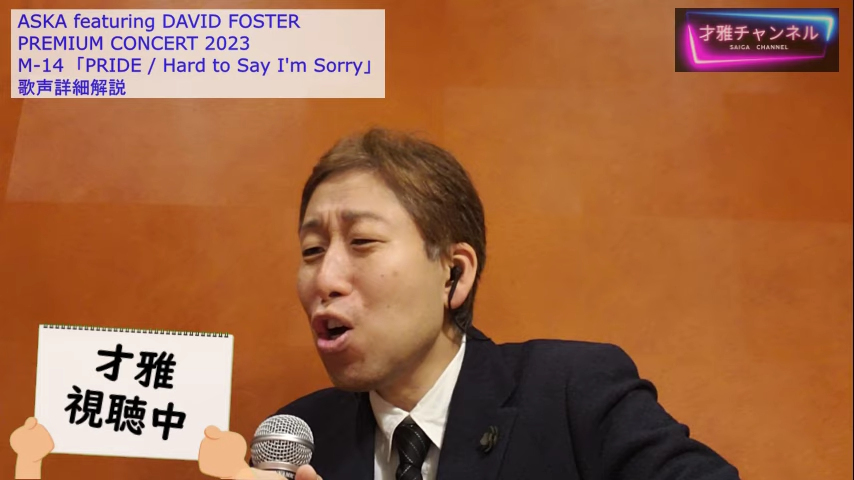 ASKA featuring DAVID FOSTER
PREMIUM CONCERT 2023
M-14「PRIDE / Hard to Say I'm Sorry」
歌声詳細解説
才雅チャンネル
SAIGA CHANNEL
才雅
視聴中